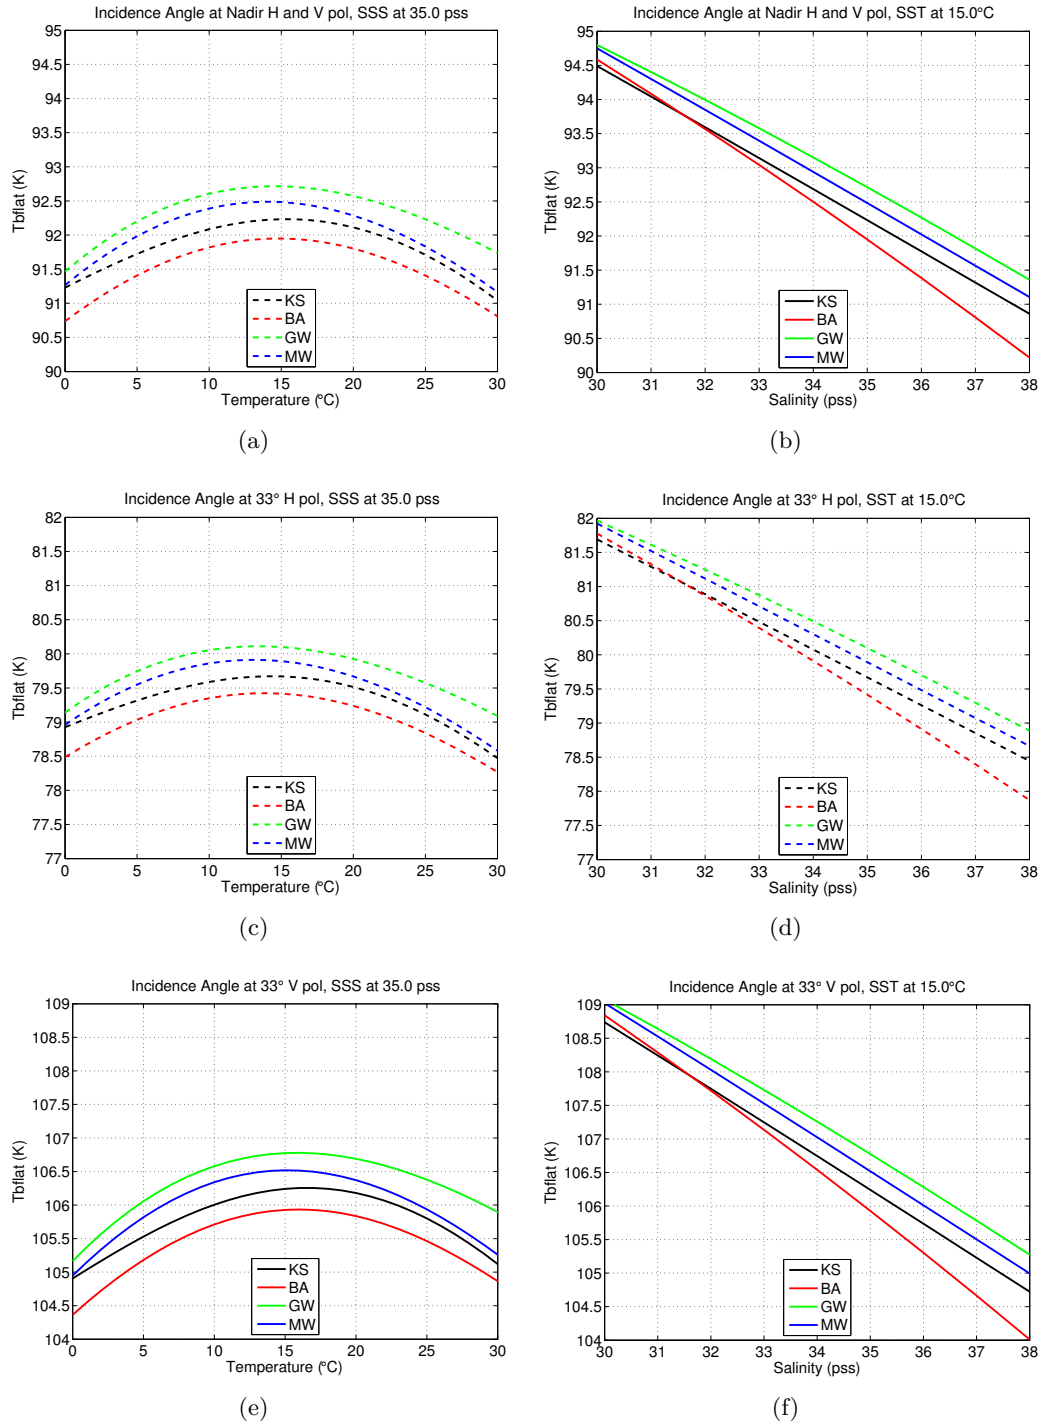 Incidence Angle at Nadir H and V pol, SSS at 35.0 pss
95
94.5
94
93.5
93
92.5
92
91.5
91
90.5
90
Tbflat (K)
0 5 10 15 20 25 30
Temperature (°C)
KS
BA
GW
MW
(a)
Incidence Angle at Nadir H and V pol, SST at 15.0°C
95
94.5
94
93.5
93
92.5
92
91.5
91
90.5
90
Tbflat (K)
30 31 32 33 34 35 36 37 38
Salinity (pss)
KS
BA
GW
MW
(b)
Incidence Angle at 33° H pol, SSS at 35.0 pss
82
81.5
81
80.5
80
79.5
79
78.5
78
77.5
77
Tbflat (K)
0 5 10 15 20 25 30
Temperature (°C)
KS
BA
GW
MW
(c)
Incidence Angle at 33° H pol, SST at 15.0°C
82
81.5
81
80.5
80
79.5
79
78.5
78
77.5
77
Tbflat (K)
30 31 32 33 34 35 36 37 38
Salinity (pss)
KS
BA
GW
MW
(d)
Incidence Angle at 33° V pol, SSS at 35.0 pss
109
108.5
108
107.5
107
106.5
106
105.5
105
104.5
104
Tbflat (K)
0 5 10 15 20 25 30
Temperature (°C)
KS
BA
GW
MW
(e)
Incidence Angle at 33° V pol, SST at 15.0°C
109
108.5
108
107.5
107
106.5
106
105.5
105
104.5
104
Tbflat (K)
30 31 32 33 34 35 36 37 38
Salinity (pss)
KS
BA
GW
MW
(f)